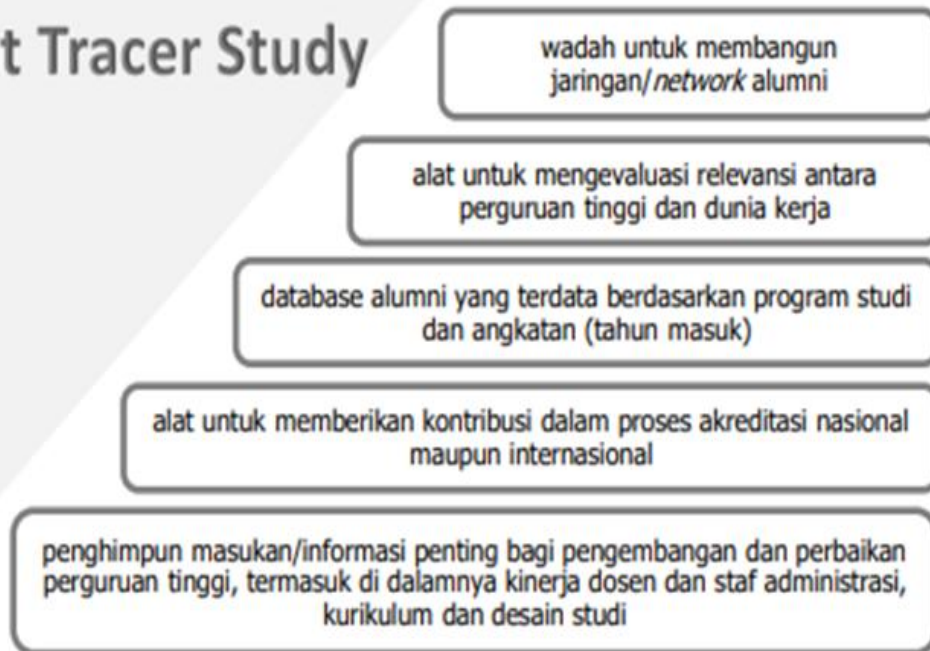 t Tracer Study
wadah untuk membangun
jaringan/network alumni
alat untuk mengevaluasi relevansi antara
perguruan tinggi dan dunia kerja
database alumni yang terdata berdasarkan program studi
dan angkatan (tahun masuk)
alat untuk memberikan kontribusi dalam proses akreditasi nasional
maupun internasional
penghimpun masukan/informasi penting bagi pengembangan dan perbaikan
perguruan tinggi, termasuk di dalamnya kinerja dosen dan staf administrasi,
kurikulum dan desain studi